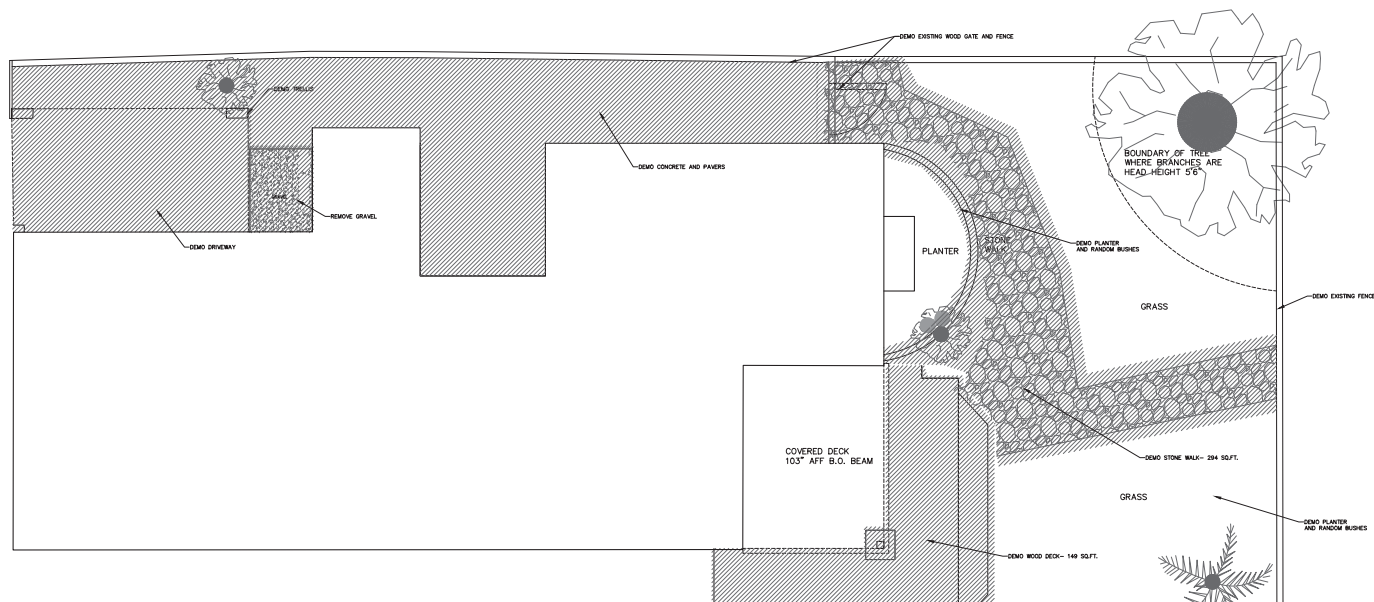 DEMO EXISTING WOOD GATE AND FENCE
DEMO TRELLIS
BOUNDARY OF TREE
WHERE BRANCHES ARE
HEAD HEIGHT 5'6"
DEMO CONCRETE AND PAVERS
GRAVEL
REMOVE GRAVEL
DEMO DRIVEWAY
PLANTER
STONE
WALK
DEMO PLANTER
AND RANDOM BUSHES
DEMO EXISTING FENCE
GRASS
COVERED DECK
103" AFF B.O. BEAM
DEMO STONE WALK- 294 SQ.FT.
GRASS
DEMO PLANTER
AND RANDOM BUSHES
DEMO WOOD DECK- 149 SQ.FT.